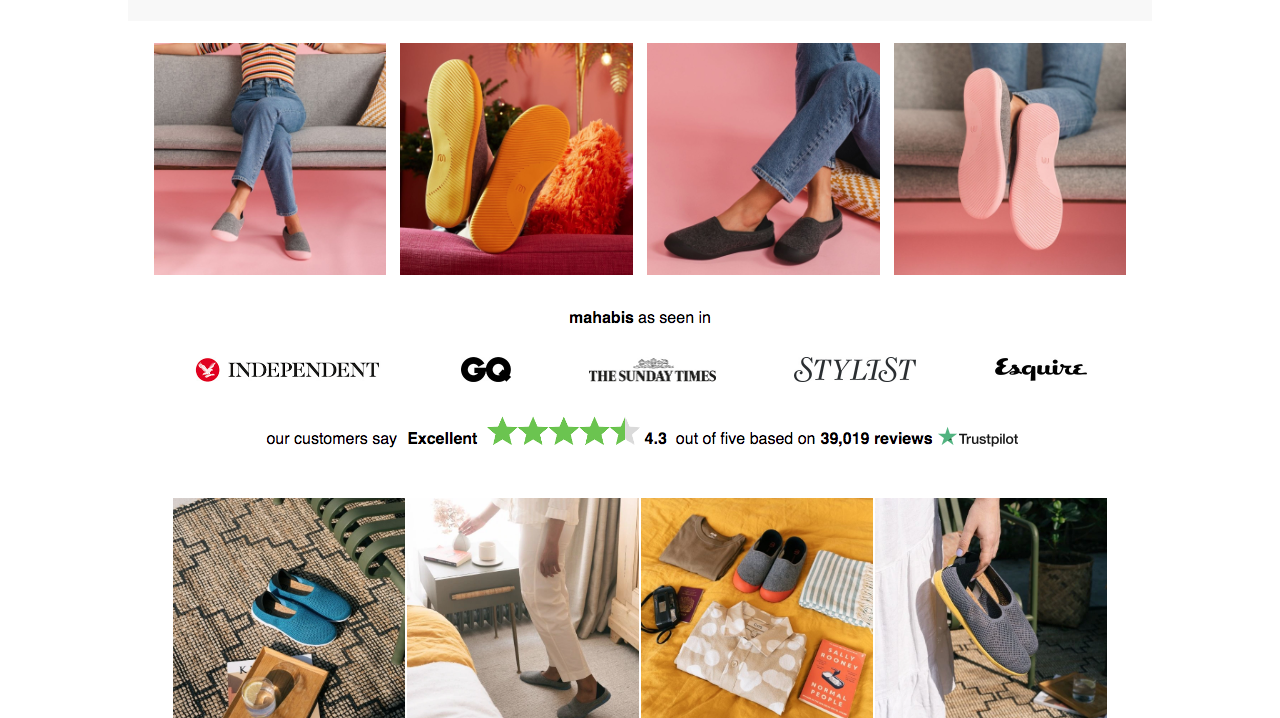 mahabis as seen in
INDEPENDENT
GQ
THE SUNDAY TIMES
STYLIST
Esquire
our customers say Excellent 4.3 out of five based on 39,019 reviews Trustpilot
SALLY
ROONEY
NORMAL
PEOPLE